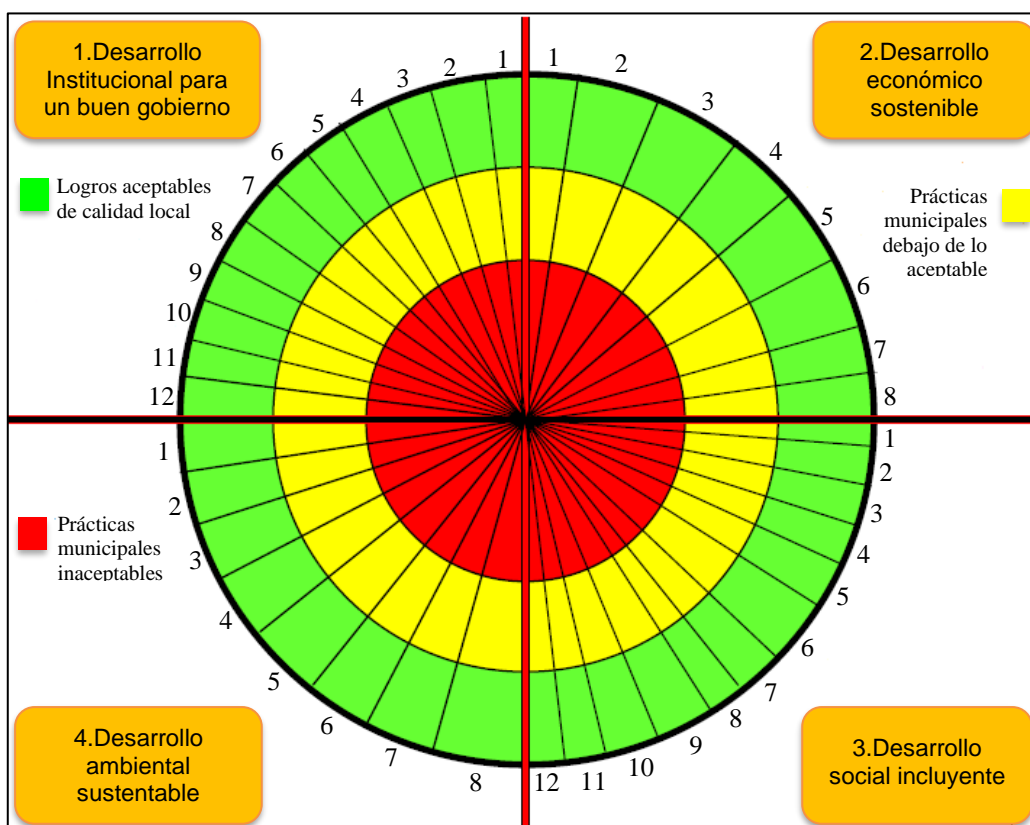 1.Desarrollo
Institucional para
un buen gobierno
2.Desarrollo
económico
sostenible
Logros aceptables
de calidad local
Prácticas
municipales
debajo de lo
aceptable
Prácticas
municipales
inaceptables
4.Desarrollo
ambiental
sustentable
3.Desarrollo
social incluyente
1
2
3
4
5
6
7
8
9
10
11
12
1
2
3
4
5
6
7
8
1
2
3
4
5
6
7
8
9
10
11
12
1
2
3
4
5
6
7
8